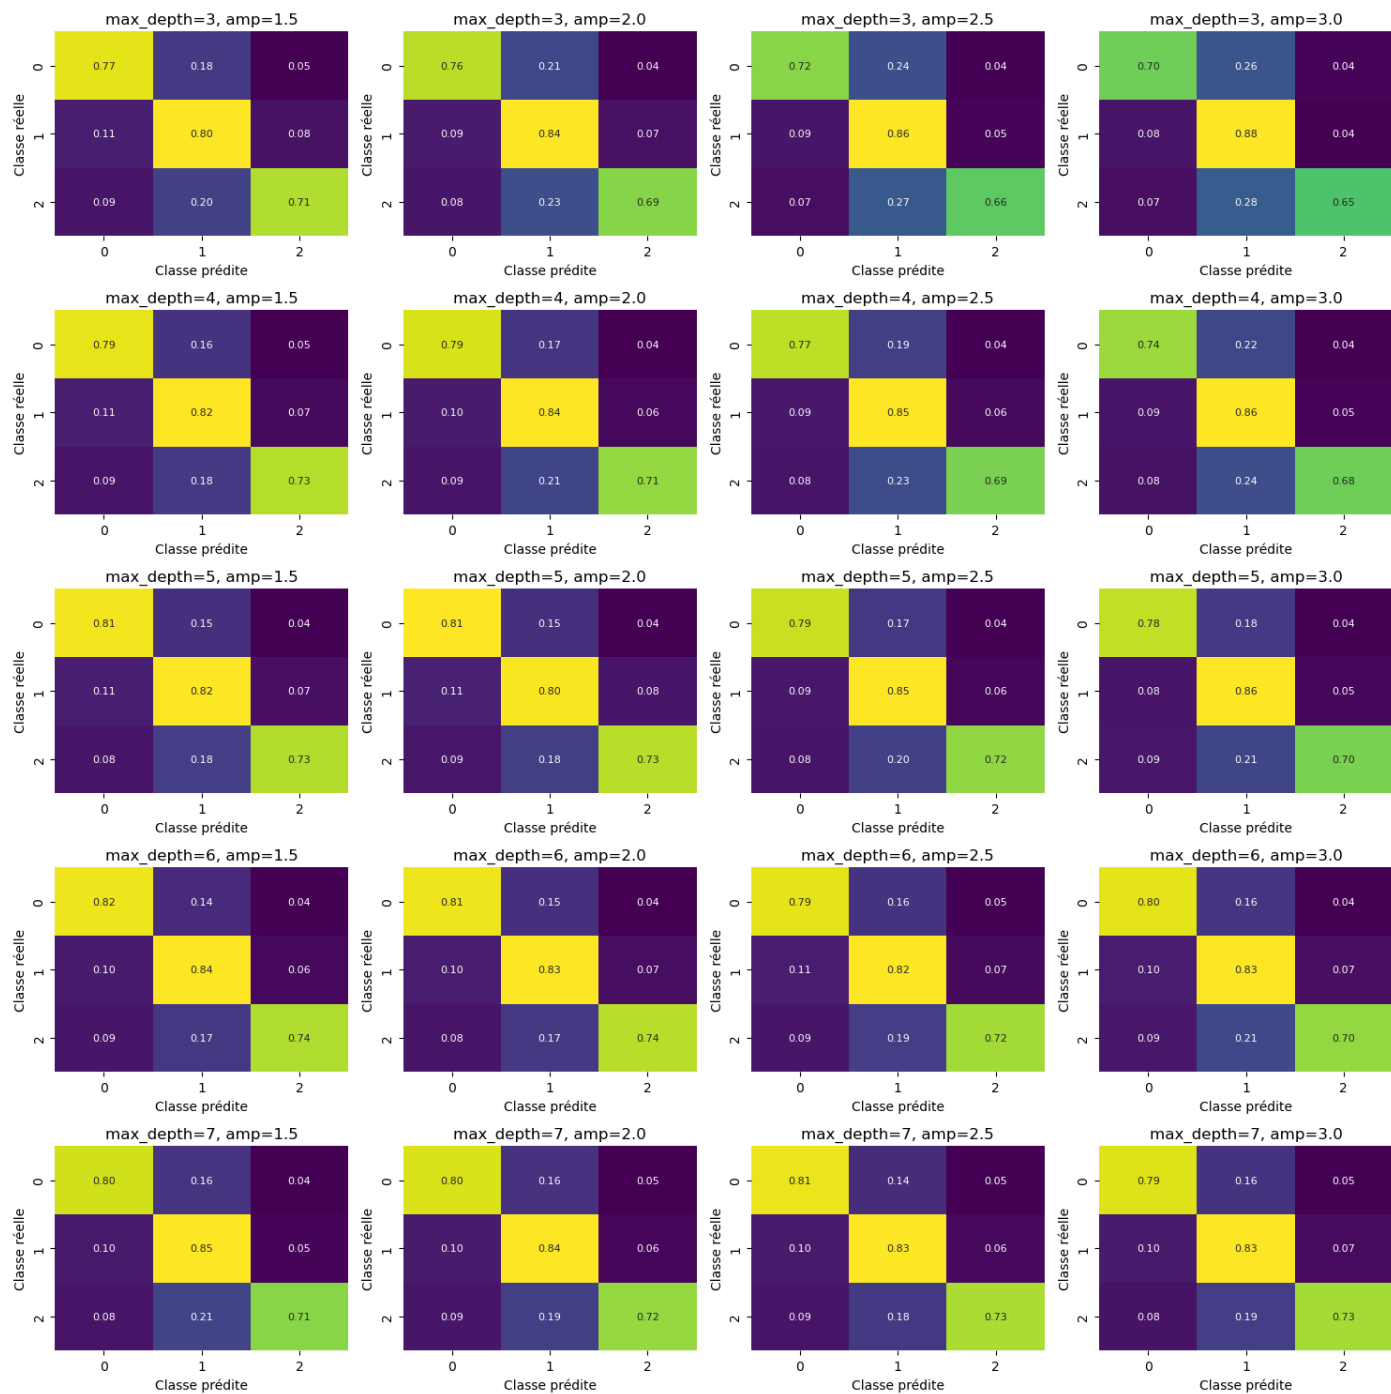 max_depth=3, amp=1.5 max_depth=3, amp=2.0 max_depth=3, amp=2.5 max_depth=3, amp=3.0
0 0.77 0.18 0.05 0 0.76 0.21 0.04 0 0.72 0.24 0.04 0 0.70 0.26 0.04
Classe réelle Classe réelle Classe réelle Classe réelle
1 0.11 0.80 0.08 1 0.09 0.84 0.07 1 0.09 0.86 0.05 1 0.08 0.88 0.04
2 0.09 0.20 0.71 2 0.08 0.23 0.69 2 0.07 0.27 0.66 2 0.07 0.28 0.65
0 1 2 0 1 2 0 1 2 0 1 2
Classe prédite Classe prédite Classe prédite Classe prédite
max_depth=4, amp=1.5 max_depth=4, amp=2.0 max_depth=4, amp=2.5 max_depth=4, amp=3.0
0 0.79 0.16 0.05 0 0.79 0.17 0.04 0 0.77 0.19 0.04 0 0.74 0.22 0.04
Classe réelle Classe réelle Classe réelle Classe réelle
1 0.11 0.82 0.07 1 0.10 0.84 0.06 1 0.09 0.85 0.06 1 0.09 0.86 0.05
2 0.09 0.18 0.73 2 0.09 0.21 0.71 2 0.08 0.23 0.69 2 0.08 0.24 0.68
0 1 2 0 1 2 0 1 2 0 1 2
Classe prédite Classe prédite Classe prédite Classe prédite
max_depth=5, amp=1.5 max_depth=5, amp=2.0 max_depth=5, amp=2.5 max_depth=5, amp=3.0
0 0.81 0.15 0.04 0 0.81 0.15 0.04 0 0.79 0.17 0.04 0 0.78 0.18 0.04
Classe réelle Classe réelle Classe réelle Classe réelle
1 0.11 0.82 0.07 1 0.11 0.80 0.08 1 0.09 0.85 0.06 1 0.08 0.86 0.05
2 0.08 0.18 0.73 2 0.09 0.18 0.73 2 0.08 0.20 0.72 2 0.09 0.21 0.70
0 1 2 0 1 2 0 1 2 0 1 2
Classe prédite Classe prédite Classe prédite Classe prédite
max_depth=6, amp=1.5 max_depth=6, amp=2.0 max_depth=6, amp=2.5 max_depth=6, amp=3.0
0 0.82 0.14 0.04 0 0.81 0.15 0.04 0 0.79 0.16 0.05 0 0.80 0.16 0.04
Classe réelle Classe réelle Classe réelle Classe réelle
1 0.10 0.84 0.06 1 0.10 0.83 0.07 1 0.11 0.82 0.07 1 0.10 0.83 0.07
2 0.09 0.17 0.74 2 0.08 0.17 0.74 2 0.09 0.19 0.72 2 0.09 0.21 0.70
0 1 2 0 1 2 0 1 2 0 1 2
Classe prédite Classe prédite Classe prédite Classe prédite
max_depth=7, amp=1.5 max_depth=7, amp=2.0 max_depth=7, amp=2.5 max_depth=7, amp=3.0
0 0.80 0.16 0.04 0 0.80 0.16 0.05 0 0.81 0.14 0.05 0 0.79 0.16 0.05
Classe réelle Classe réelle Classe réelle Classe réelle
1 0.10 0.85 0.05 1 0.10 0.84 0.06 1 0.10 0.83 0.06 1 0.10 0.83 0.07
2 0.08 0.21 0.71 2 0.09 0.19 0.72 2 0.09 0.18 0.73 2 0.08 0.19 0.73
0 1 2 0 1 2 0 1 2 0 1 2
Classe prédite Classe prédite Classe prédite Classe prédite